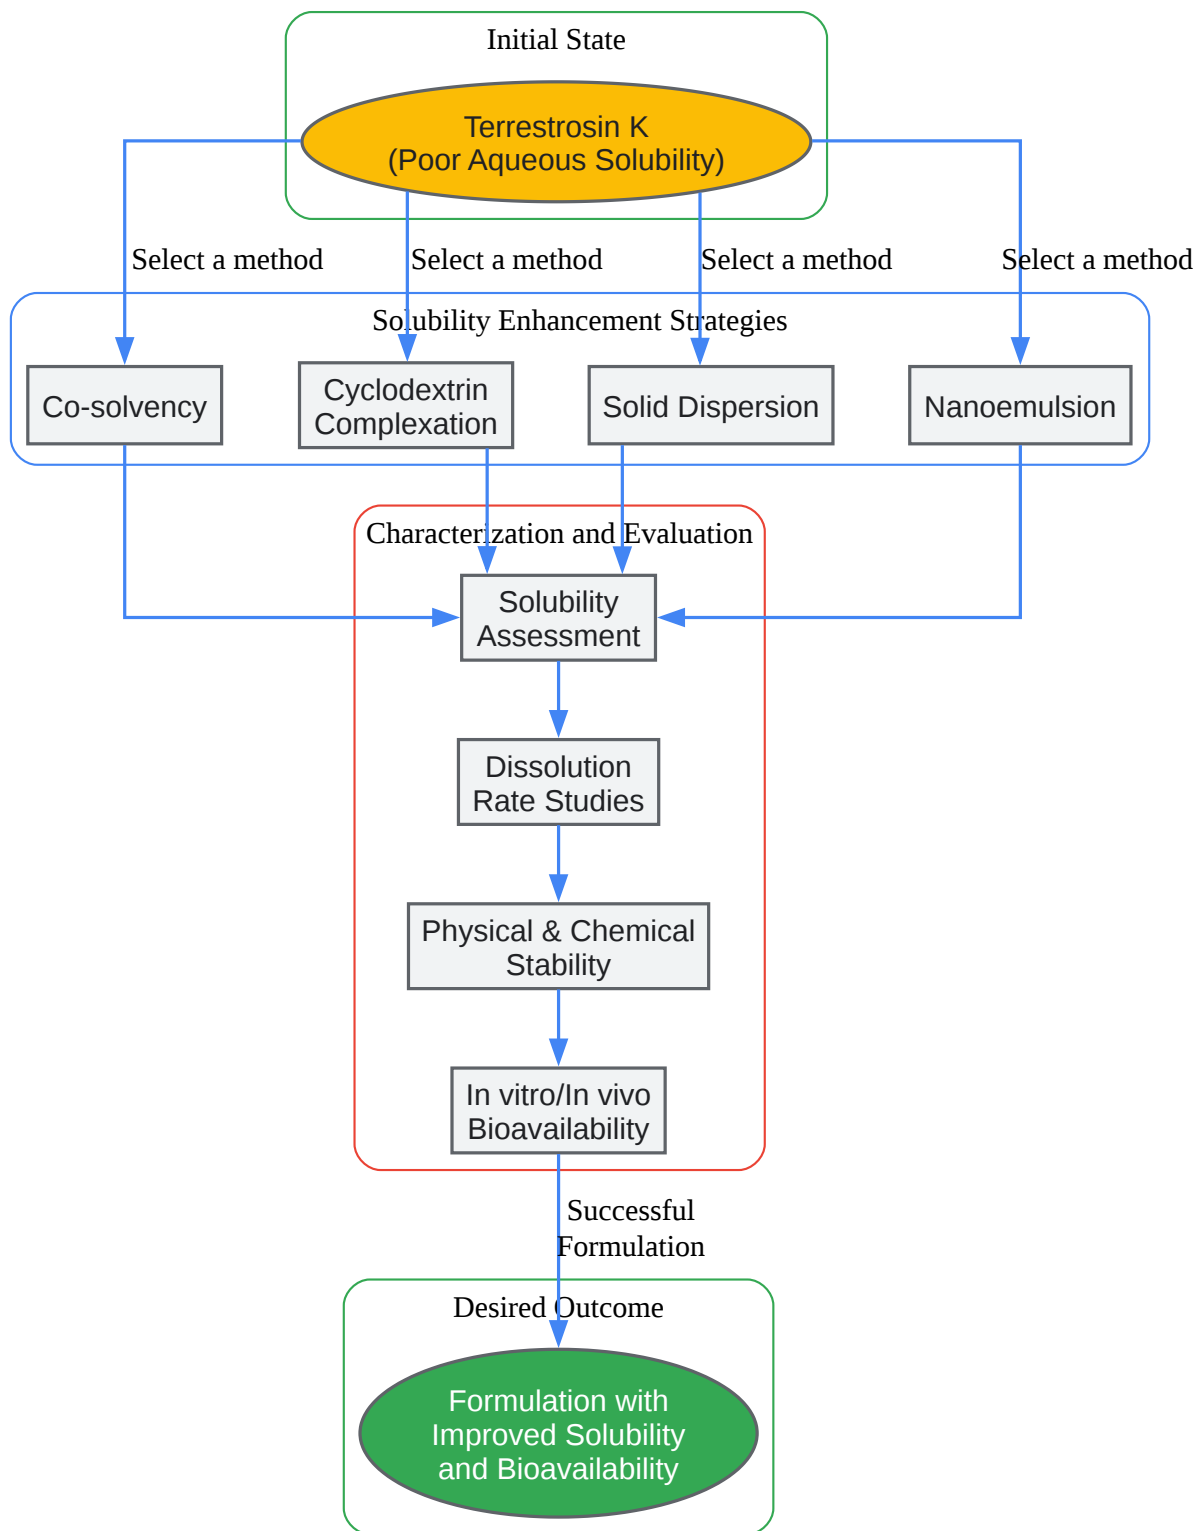 Initial State
Terrestrosin K
(Poor Aqueous Solubility)
Select a method
Select a method
Select a method
Select a method
Solubility Enhancement Strategies
Co-solvency
Cyclodextrin
Complexation
Solid Dispersion
Nanoemulsion
Characterization and Evaluation
Solubility
Assessment
Dissolution
Rate Studies
Physical & Chemical
Stability
In vitro/In vivo
Bioavailability
Successful
Formulation
Desired Outcome
Formulation with
Improved Solubility
and Bioavailability